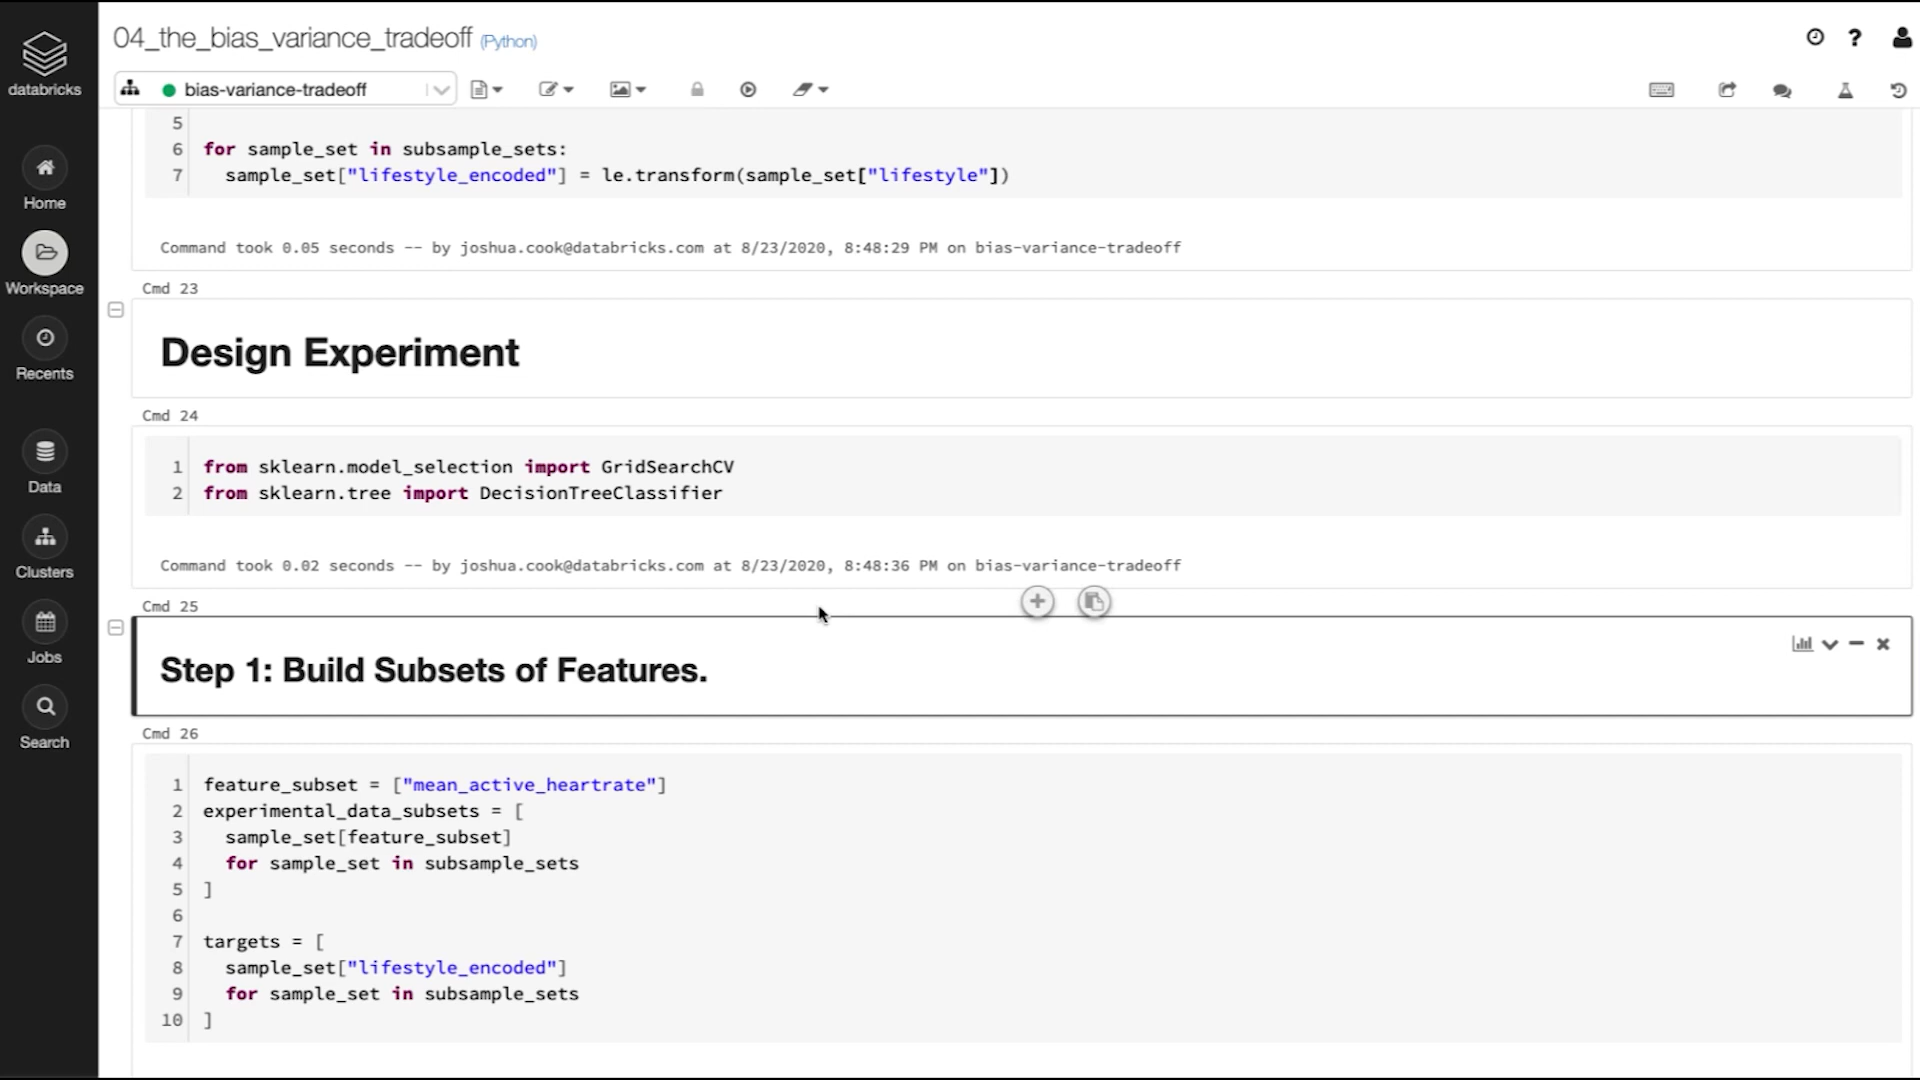 databricks
Home
Workspace
Recents
Data
Clusters
Jobs
Search
04_the_bias_variance_tradeoff (Python)
bias-variance-tradeoff
5
6 for sample_set in subsample_sets:
7   sample_set["lifestyle_encoded"] = le.transform(sample_set["lifestyle"])
Command took 0.05 seconds -- by joshua.cook@databricks.com at 8/23/2020, 8:48:29 PM on bias-variance-tradeoff
Cmd 23
Design Experiment
Cmd 24
1 from sklearn.model_selection import GridSearchCV
2 from sklearn.tree import DecisionTreeClassifier
Command took 0.02 seconds -- by joshua.cook@databricks.com at 8/23/2020, 8:48:36 PM on bias-variance-tradeoff
Cmd 25
Step 1: Build Subsets of Features.
Cmd 26
1 feature_subset = ["mean_active_heartrate"]
2 experimental_data_subsets = [
3   sample_set[feature_subset]
4   for sample_set in subsample_sets
5 ]
6
7 targets = [
8   sample_set["lifestyle_encoded"]
9   for sample_set in subsample_sets
10 ]